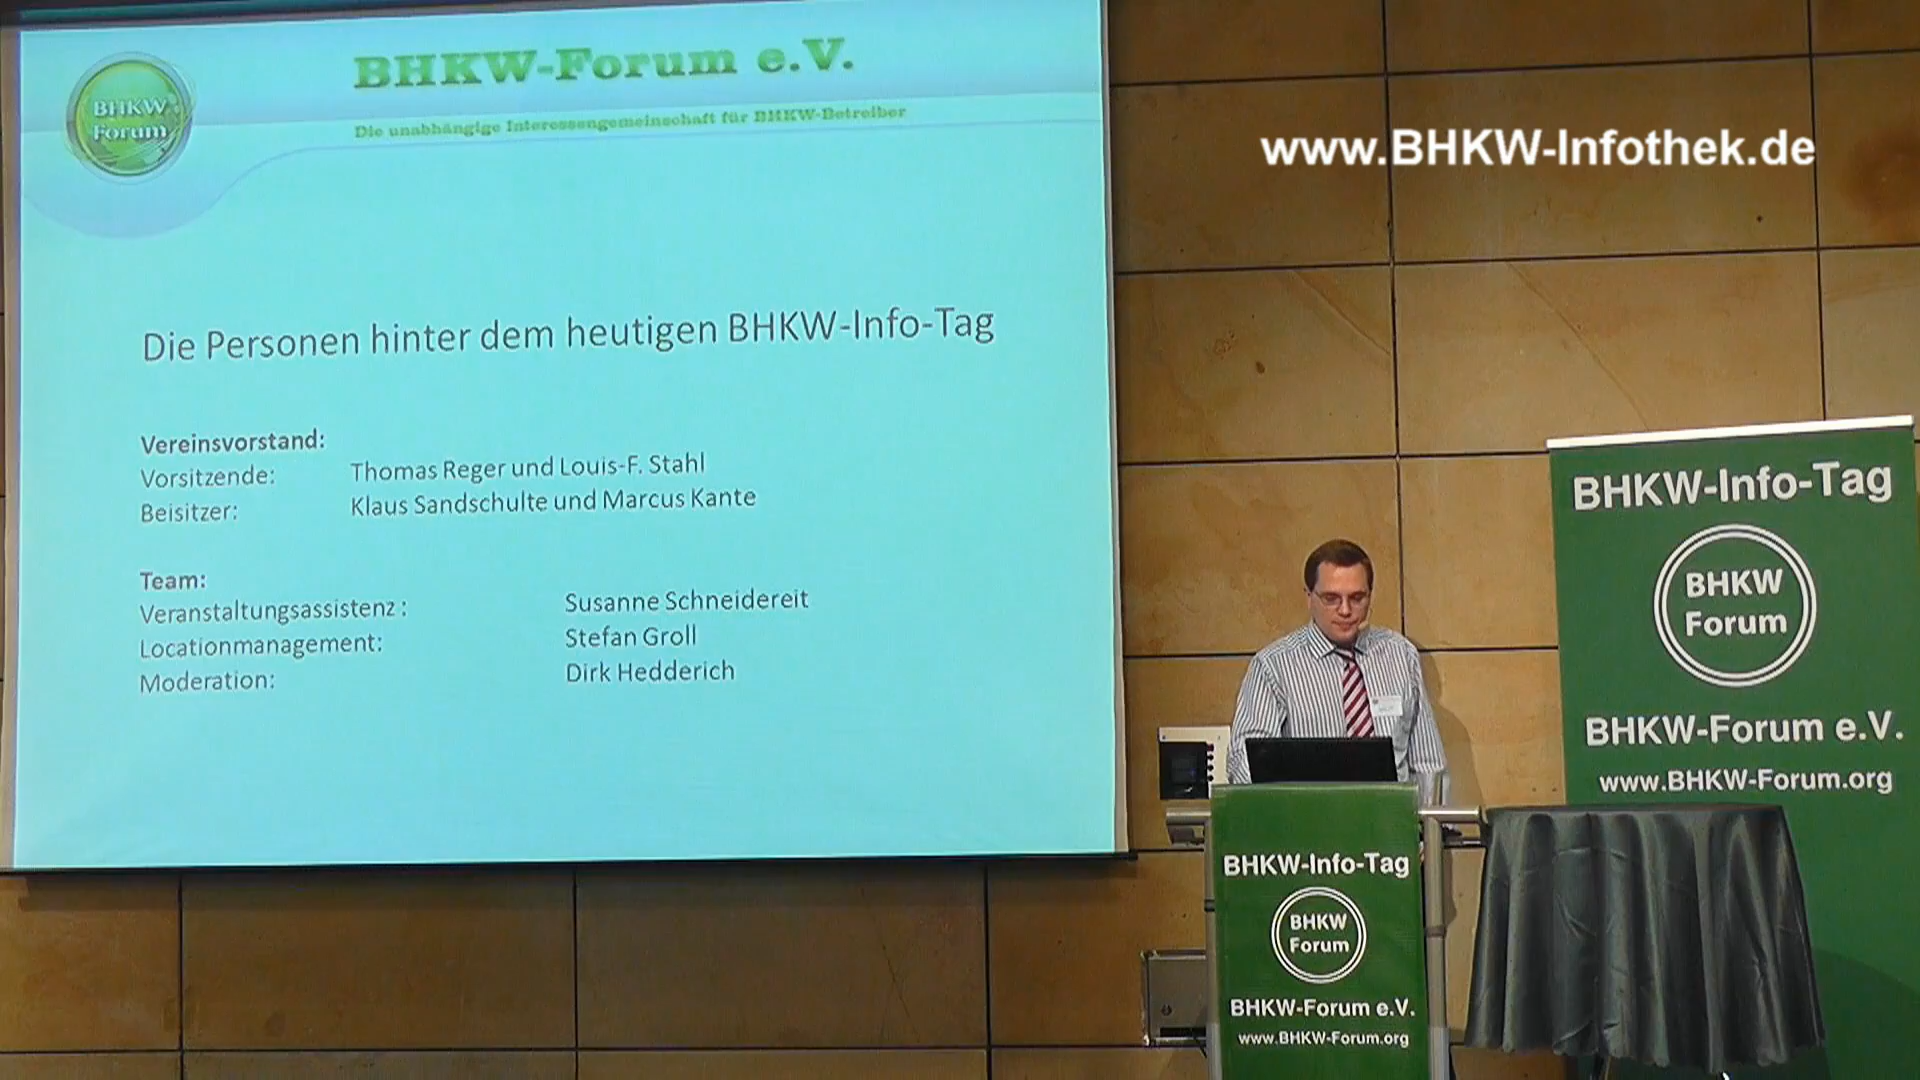 BHKW-Forum e.V.
BHKW
Forum
Die unabhängige Interessengemeinschaft für BHKW-Betreiber
www.BHKW-Infothek.de
Die Personen hinter dem heutigen BHKW-Info-Tag
Vereinsvorstand:
Vorsitzende: Thomas Reger und Louis-F. Stahl
Beisitzer: Klaus Sandschulte und Marcus Kante
Team:
Veranstaltungsassistenz : Susanne Schneidereit
Locationmanagement: Stefan Groll
Moderation: Dirk Hedderich
BHKW-Info-Tag
BHKW
Forum
BHKW-Forum e.V.
www.BHKW-Forum.org
BHKW-Info-Tag
BHKW
Forum
BHKW-Forum e.V.
www.BHKW-Forum.org